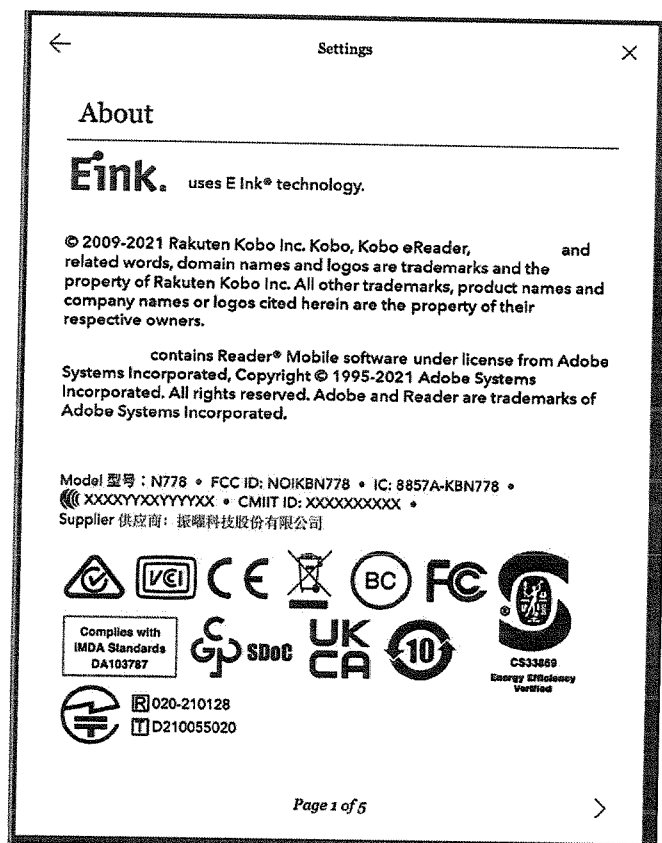 Settings
About
Eink. uses E Ink® technology.
© 2009-2021 Rakuten Kobo Inc. Kobo, Kobo eReader, and
related words, domain names and logos are trademarks and the
property of Rakuten Kobo Inc. All other trademarks, product names and
company names or logos cited herein are the property of their
respective owners.
contains Reader® Mobile software under license from Adobe
Systems Incorporated, Copyright © 1995-2021 Adobe Systems
Incorporated. All rights reserved. Adobe and Reader are trademarks of
Adobe Systems Incorporated.
Model 型号：N778 • FCC ID: NOIKBN778 • IC: 8857A-KBN778 •
XXXXYYXXYYYYXX • CMIIT ID: XXXXXXXXXX •
Supplier 供应商：振曜科技股份有限公司
VCI CE BC FC ®
Complies with
IMDA Standards
DA103787
CGP SDoC
UK
CA
10
CS33869
Energy Efficiency
Verified
R 020-210128
T D210055020
Page 1 of 5